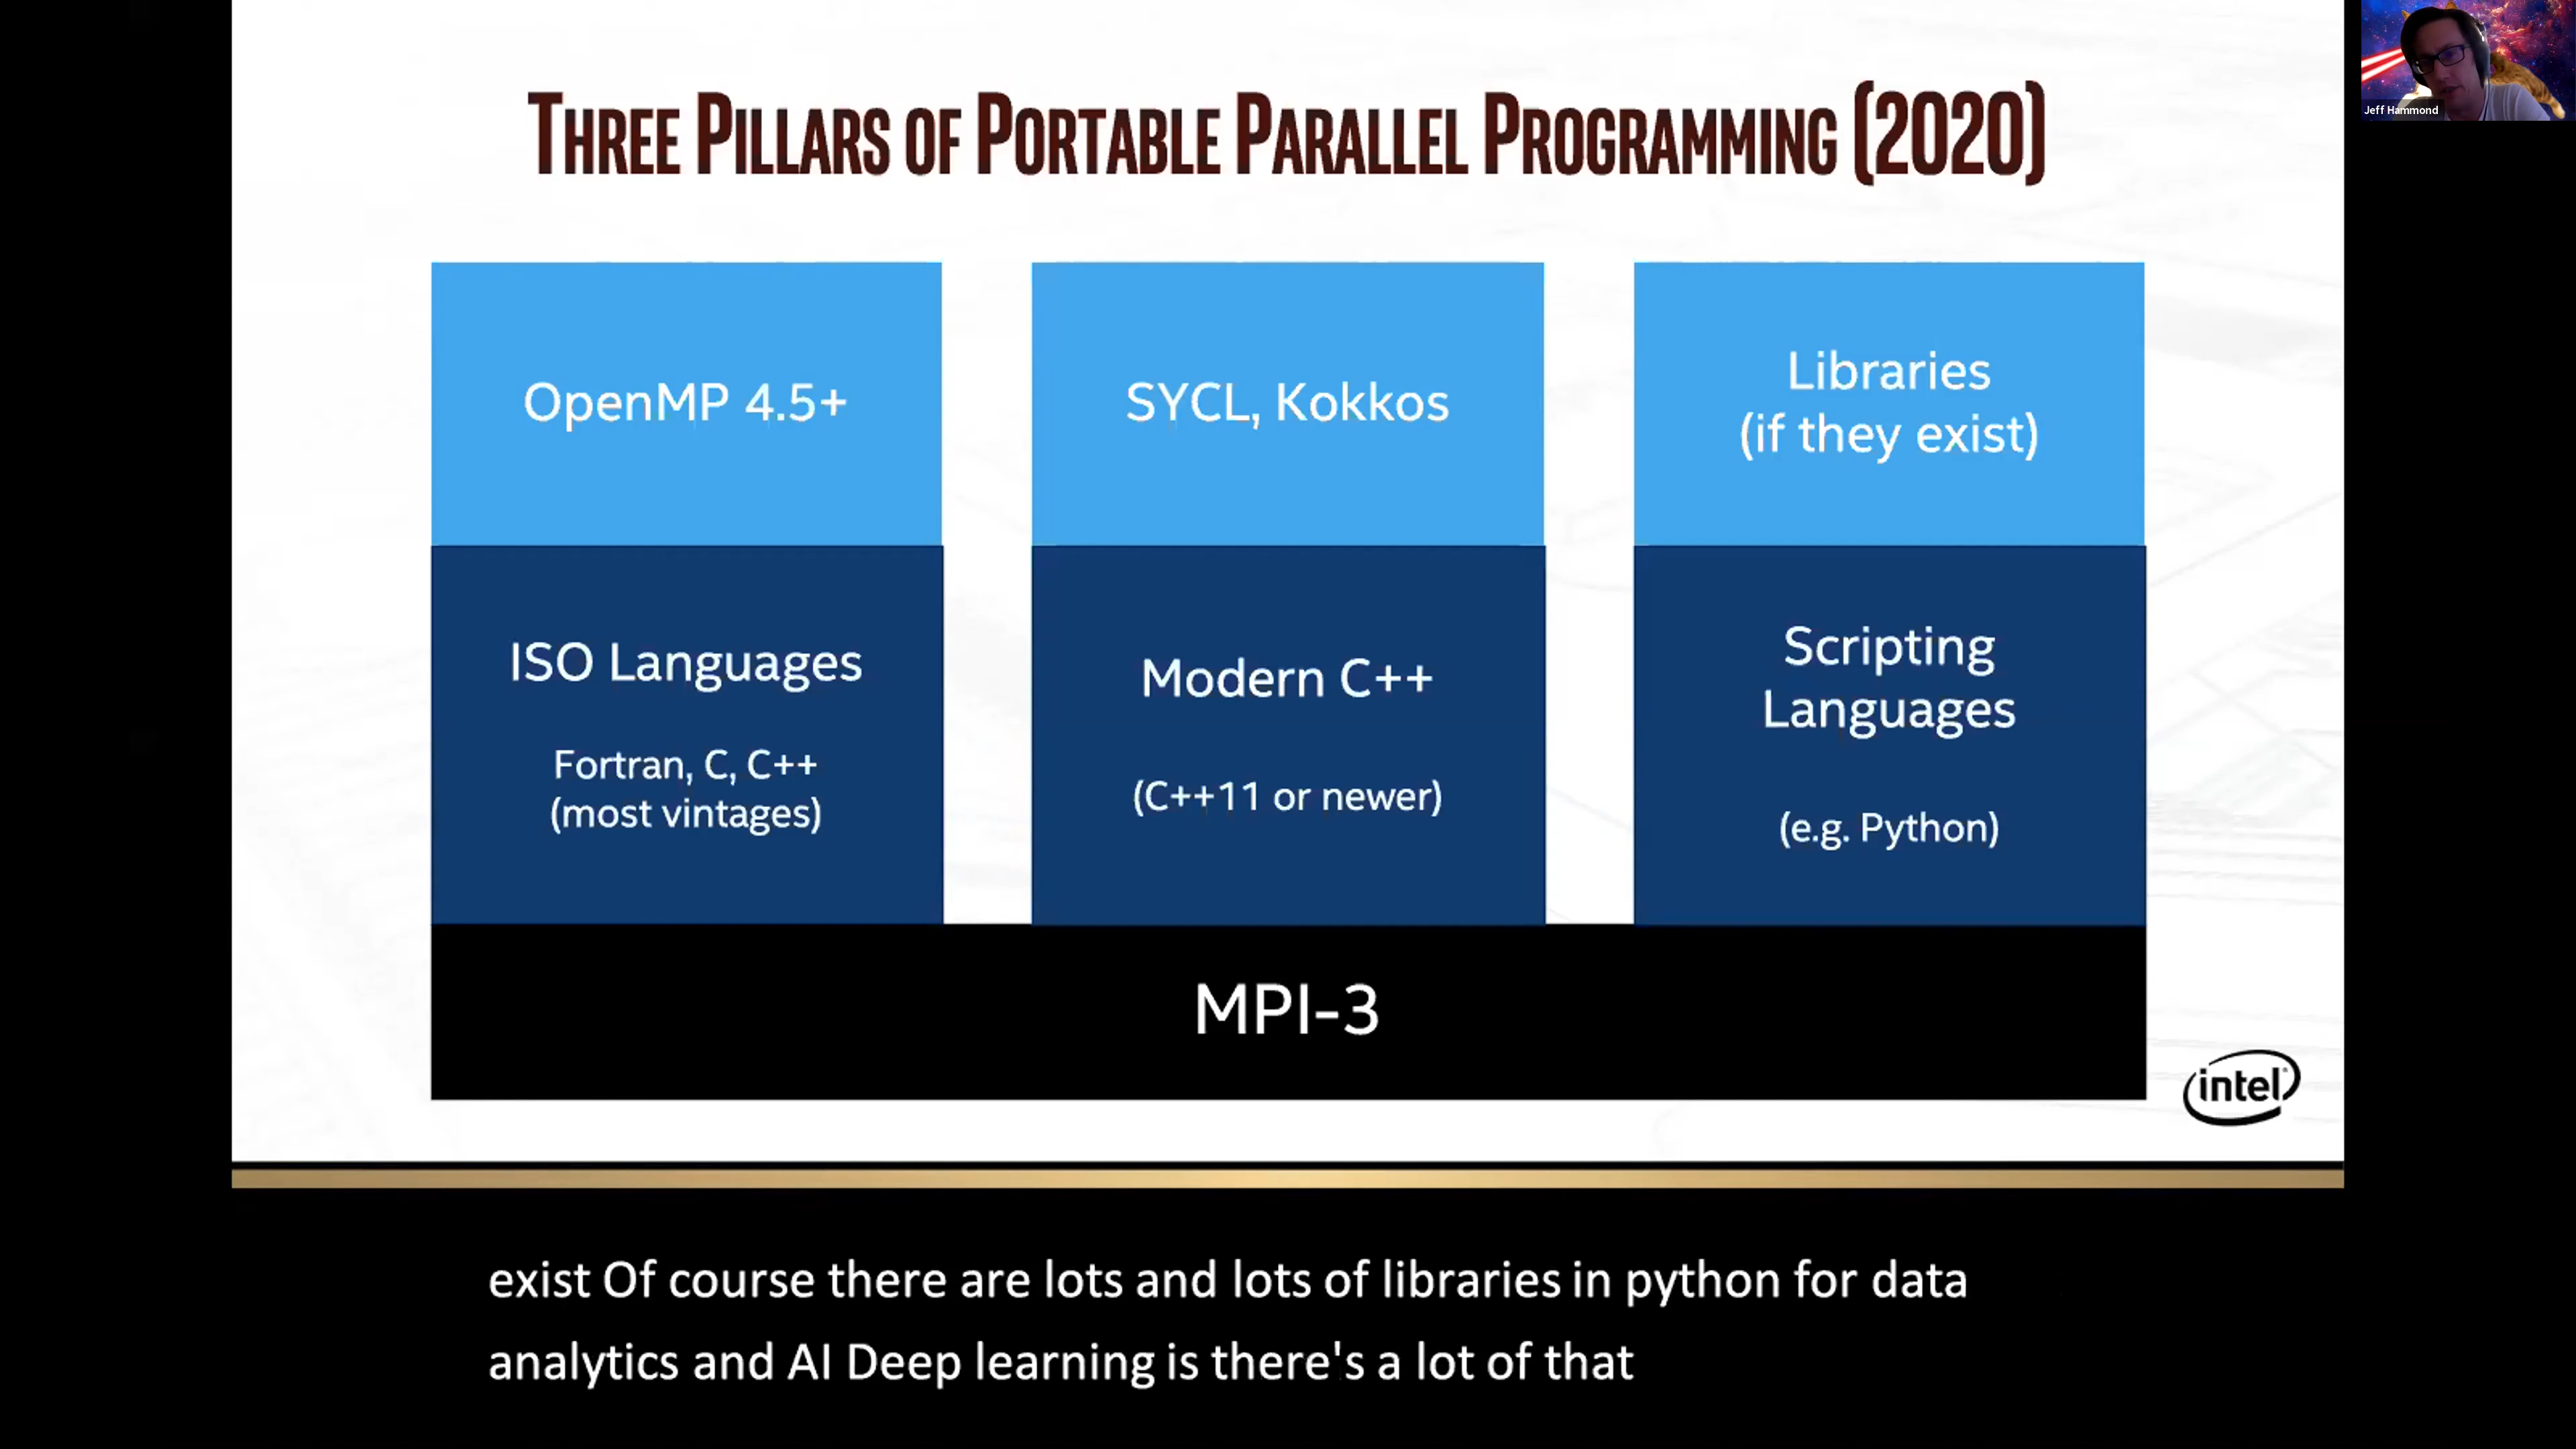 THREE PILLARS OF PORTABLE PARALLEL PROGRAMMING (2020)
Jeff Hammond
OpenMP 4.5+
SYCL, Kokkos
Libraries
(if they exist)
ISO Languages
Fortran, C, C++
(most vintages)
Modern C++
(C++11 or newer)
Scripting
Languages
(e.g. Python)
MPI-3
intel
exist Of course there are lots and lots of libraries in python for data
analytics and AI Deep learning is there's a lot of that